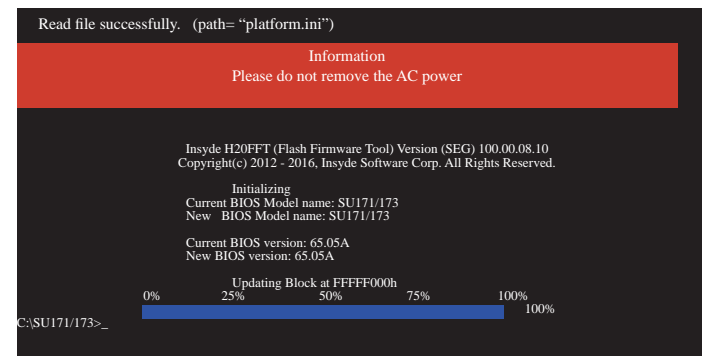 Read file successfully. (path= “platform.ini”)
Information
Please do not remove the AC power
Insyde H20FFT (Flash Firmware Tool) Version (SEG) 100.00.08.10
Copyright(c) 2012 - 2016, Insyde Software Corp. All Rights Reserved.
Initializing
Current BIOS Model name: SU171/173
New BIOS Model name: SU171/173
Current BIOS version: 65.05A
New BIOS version: 65.05A
Updating Block at FFFFF000h
0% 25% 50% 75% 100%
100%
C:\SU171/173>_